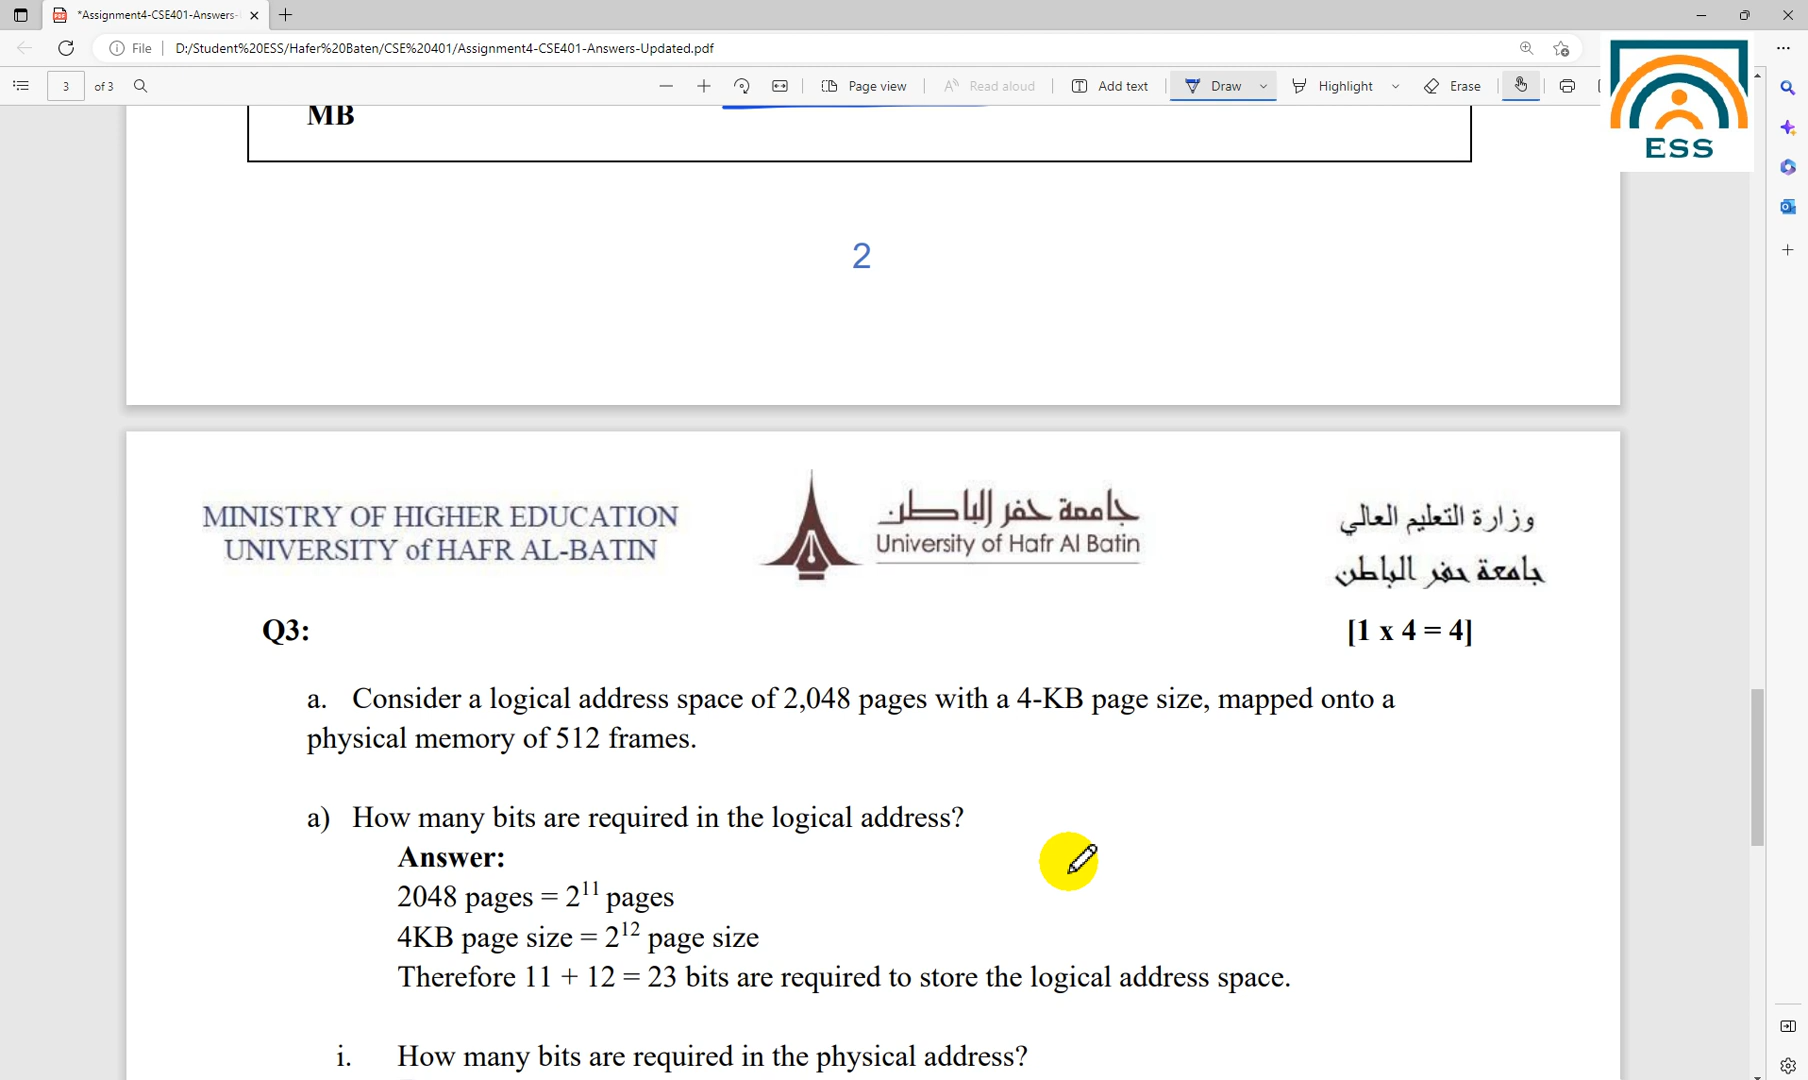 *Assignment4-CSE401-Answers-
File
D:/Student%20ESS/Hafer%20Baten/CSE%20401/Assignment4-CSE401-Answers-Updated.pdf
3 of 3
Page view
Read aloud
Add text
Draw
Highlight
Erase
ESS
MB
2
MINISTRY OF HIGHER EDUCATION
UNIVERSITY of HAFR AL-BATIN
جامعة حفر الباطن
University of Hafr Al Batin
وزارة التعليم العالي
جامعة حفر الباطن
Q3: [1 x 4 = 4]
a. Consider a logical address space of 2,048 pages with a 4-KB page size, mapped onto a
physical memory of 512 frames.
a) How many bits are required in the logical address?
Answer:
2048 pages = 2¹¹ pages
4KB page size = 2¹² page size
Therefore 11 + 12 = 23 bits are required to store the logical address space.
i. How many bits are required in the physical address?